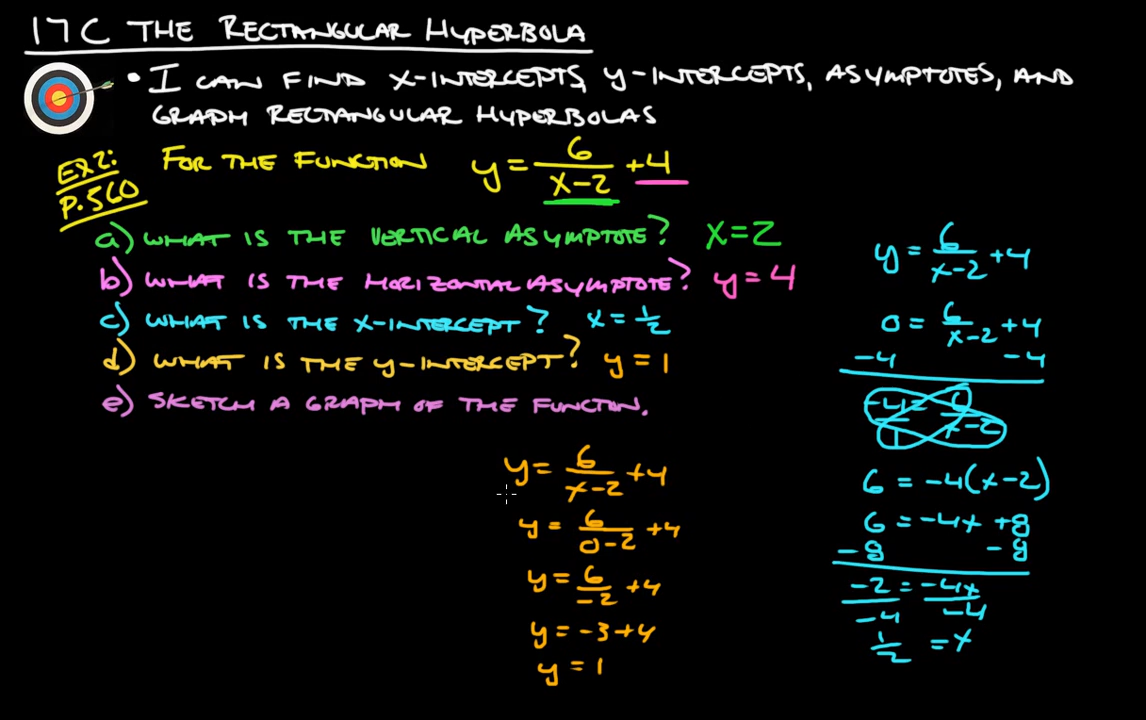 17C THE RECTANGULAR HYPERBOLA
• I CAN FIND X-INTERCEPTS, Y-INTERCEPTS, ASYMPTOTES, AND
GRAPH RECTANGULAR HYPERBOLAS
EX2:
P.560
FOR THE FUNCTION y = 6/(x-2) +4
a) WHAT IS THE VERTICAL ASYMPTOTE? x=2
b) WHAT IS THE HORIZONTAL ASYMPTOTE? y=4
c) WHAT IS THE X-INTERCEPT? x=1/2
d) WHAT IS THE Y-INTERCEPT? y=1
e) SKETCH A GRAPH OF THE FUNCTON.
y = 6/(x-2) +4
y = 6/(0-2) +4
y = 6/-2 +4
y = -3+4
y = 1
y = 6/(x-2) +4
0 = 6/(x-2) +4
-4 -4
-4/1 = 6/(x-2)
6 = -4(x-2)
6 = -4x +8
-8 -8
-2/-4 = -4x/-4
1/2 = x